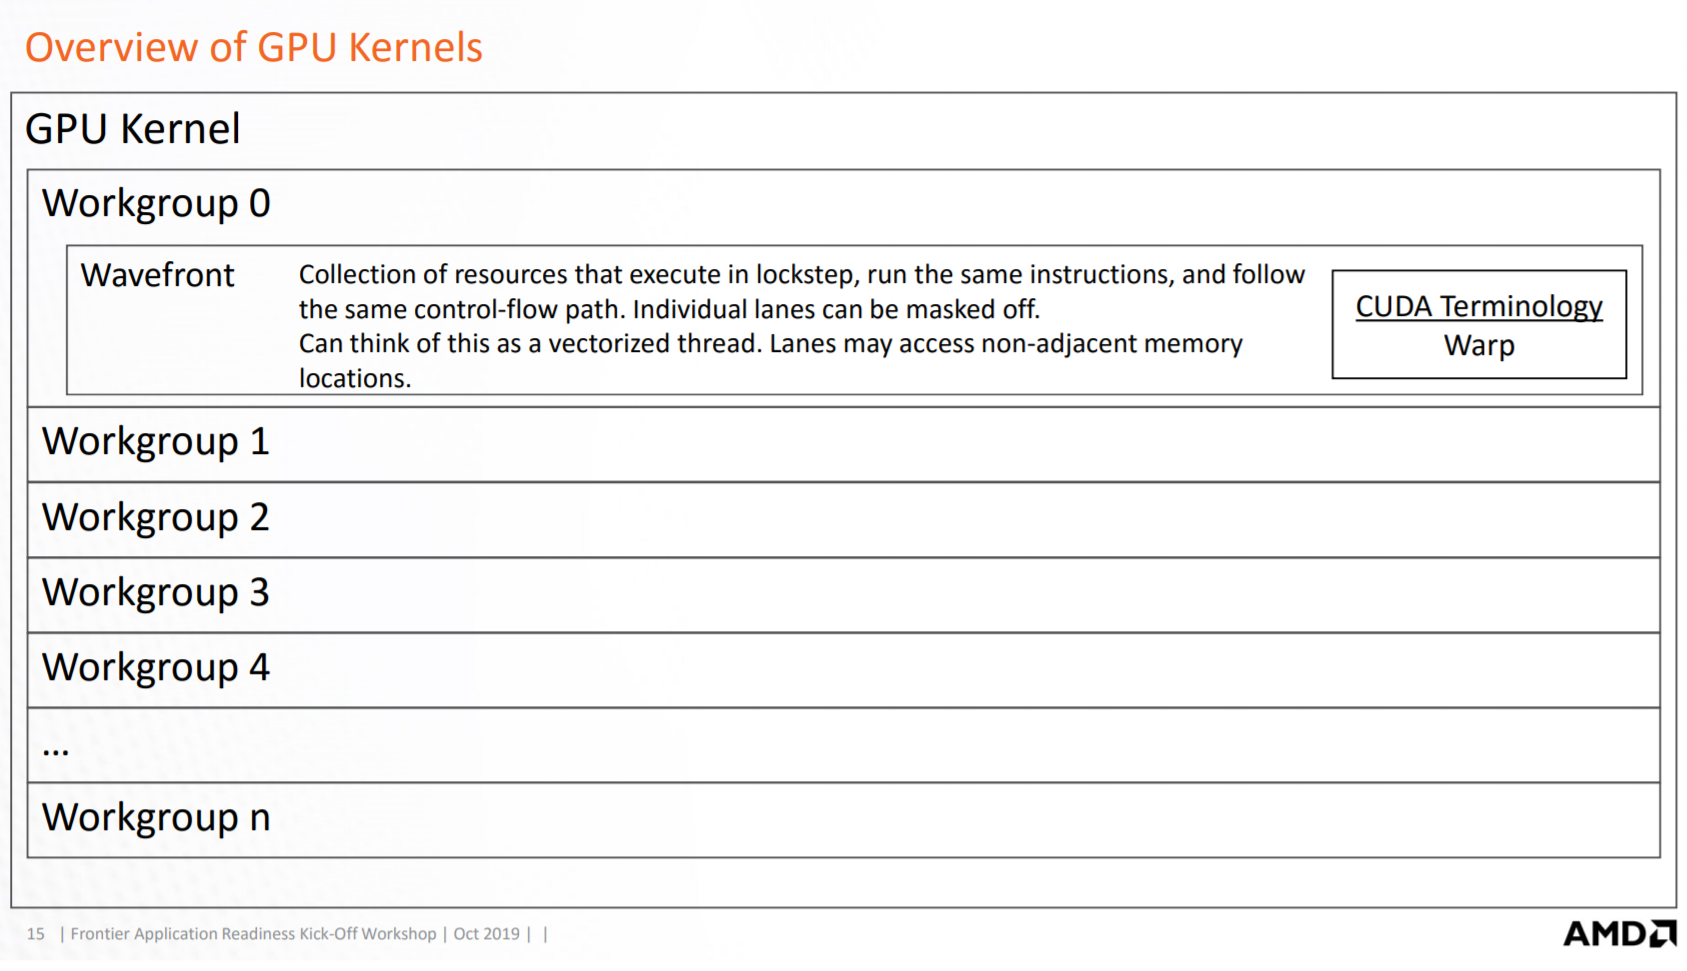 Overview of GPU Kernels
GPU Kernel
Workgroup 0
Wavefront
Collection of resources that execute in lockstep, run the same instructions, and follow
the same control-flow path. Individual lanes can be masked off.
Can think of this as a vectorized thread. Lanes may access non-adjacent memory
locations.
CUDA Terminology
Warp
Workgroup 1
Workgroup 2
Workgroup 3
Workgroup 4
...
Workgroup n
15 | Frontier Application Readiness Kick-Off Workshop | Oct 2019 | |
AMD